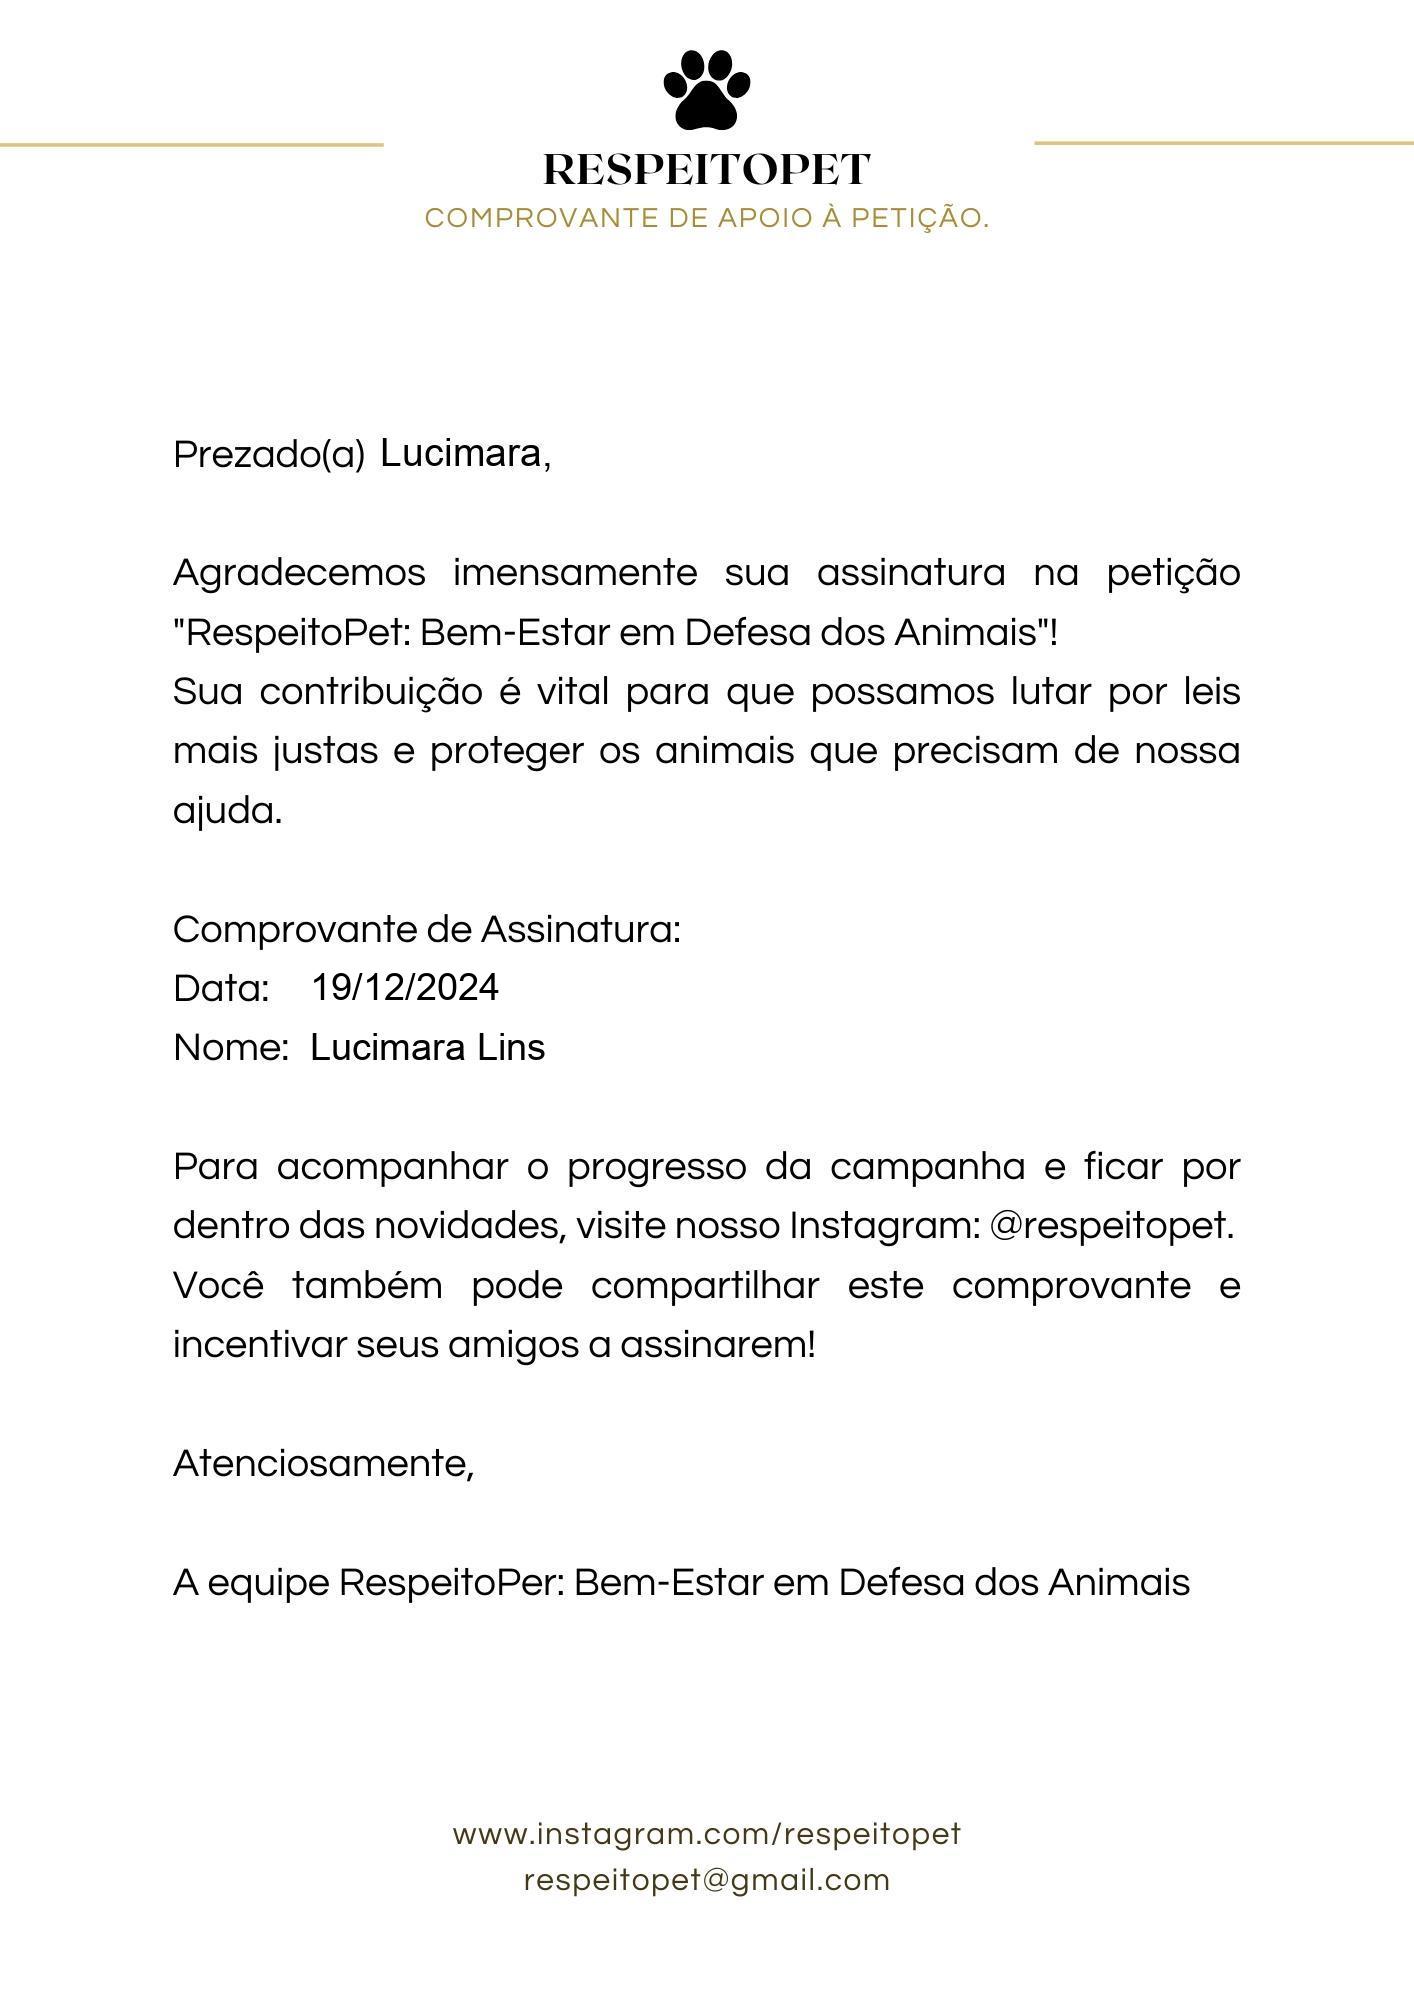 RESPEITOPET
COMPROVANTE DE APOIO À PETIÇÃO.
Prezado(a) Lucimara,
Agradecemos imensamente sua assinatura na petição
"RespeitoPet: Bem-Estar em Defesa dos Animais"!
Sua contribuição é vital para que possamos lutar por leis
mais justas e proteger os animais que precisam de nossa
ajuda.
Comprovante de Assinatura:
Data: 19/12/2024
Nome: Lucimara Lins
Para acompanhar o progresso da campanha e ficar por
dentro das novidades, visite nosso Instagram: @respeitopet.
Você também pode compartilhar este comprovante e
incentivar seus amigos a assinarem!
Atenciosamente,
A equipe RespeitoPer: Bem-Estar em Defesa dos Animais
www.instagram.com/respeitopet
respeitopet@gmail.com